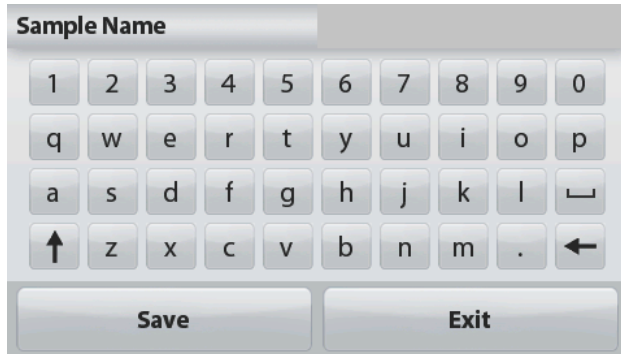 Sample Name
1 2 3 4 5 6 7 8 9 0
q w e r t y u i o p
a s d f g h j k l
z x c v b n m .
Save Exit